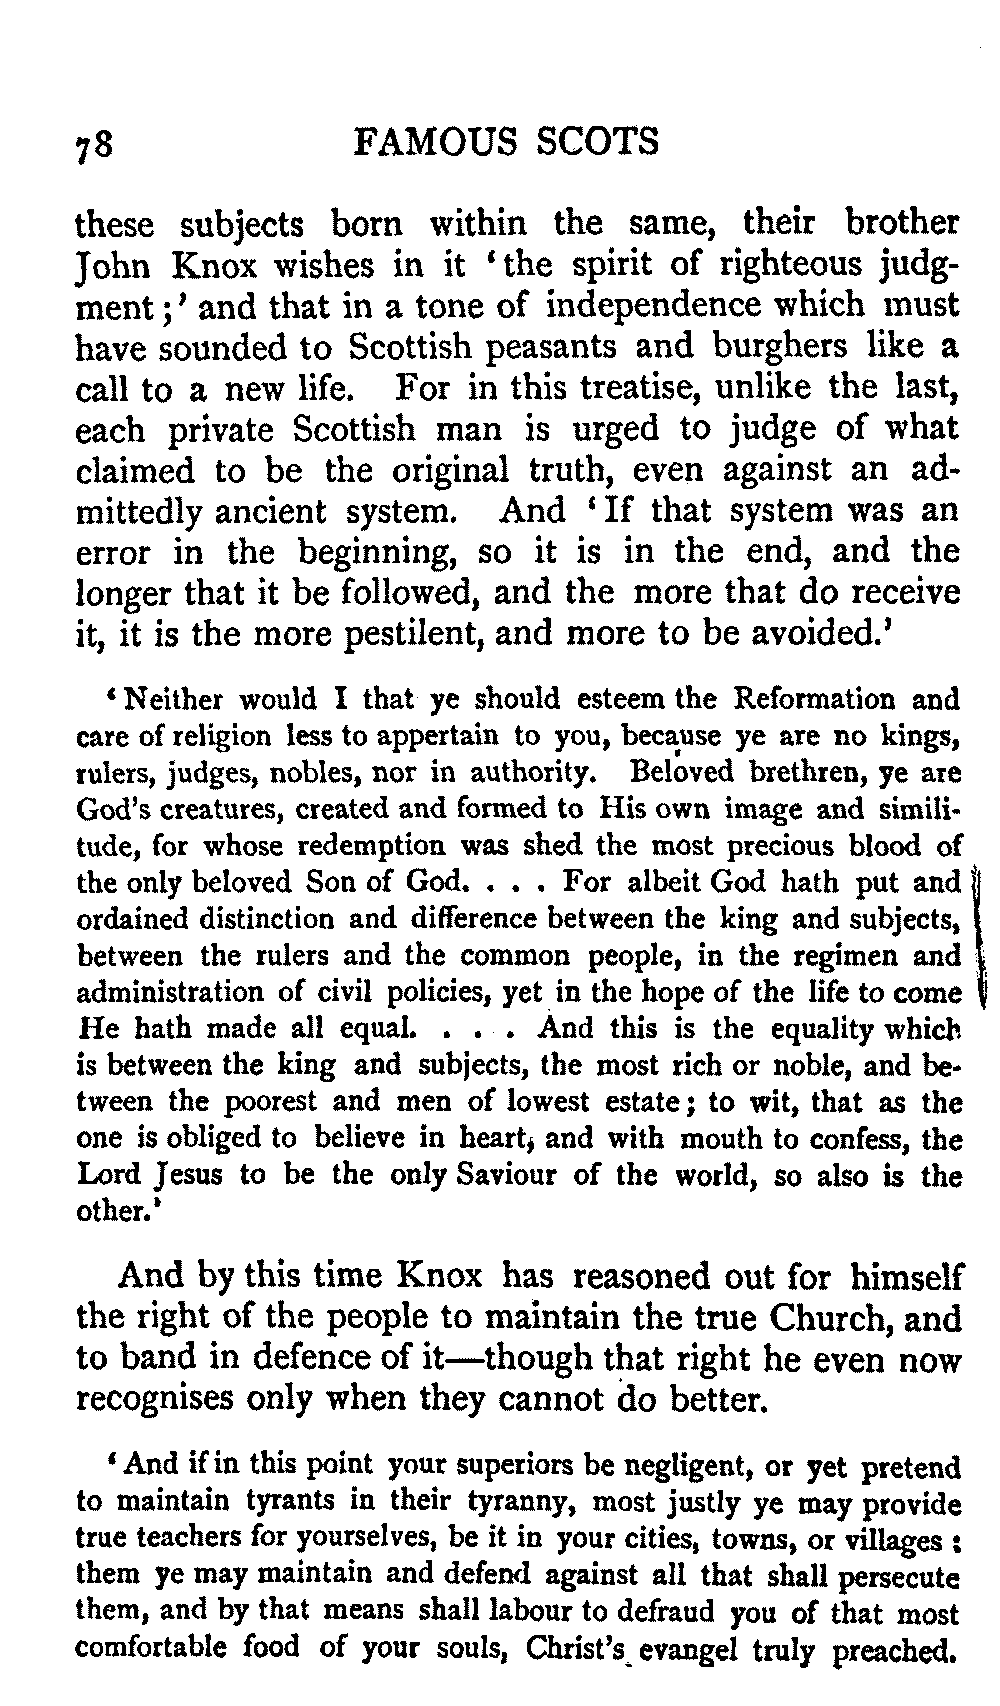 78 FAMOUS SCOTS
these subjects born within the same, their brother
John Knox wishes in it ‘the spirit of righteous judg-
ment;’ and that in a tone of independence which must
have sounded to Scottish peasants and burghers like a
call to a new life. For in this treatise, unlike the last,
each private Scottish man is urged to judge of what
claimed to be the original truth, even against an ad-
mittedly ancient system. And ‘If that system was an
error in the beginning, so it is in the end, and the
longer that it be followed, and the more that do receive
it, it is the more pestilent, and more to be avoided.’
‘Neither would I that ye should esteem the Reformation and
care of religion less to appertain to you, because ye are no kings,
rulers, judges, nobles, nor in authority. Beloved brethren, ye are
God's creatures, created and formed to His own image and simili-
tude, for whose redemption was shed the most precious blood of
the only beloved Son of God. . . . For albeit God hath put and
ordained distinction and difference between the king and subjects,
between the rulers and the common people, in the regimen and
administration of civil policies, yet in the hope of the life to come
He hath made all equal. . . . And this is the equality which
is between the king and subjects, the most rich or noble, and be-
tween the poorest and men of lowest estate; to wit, that as the
one is obliged to believe in heart, and with mouth to confess, the
Lord Jesus to be the only Saviour of the world, so also is the
other.’
And by this time Knox has reasoned out for himself
the right of the people to maintain the true Church, and
to band in defence of it—though that right he even now
recognises only when they cannot do better.
‘And if in this point your superiors be negligent, or yet pretend
to maintain tyrants in their tyranny, most justly ye may provide
true teachers for yourselves, be it in your cities, towns, or villages:
them ye may maintain and defend against all that shall persecute
them, and by that means shall labour to defraud you of that most
comfortable food of your souls, Christ's evangel truly preached.